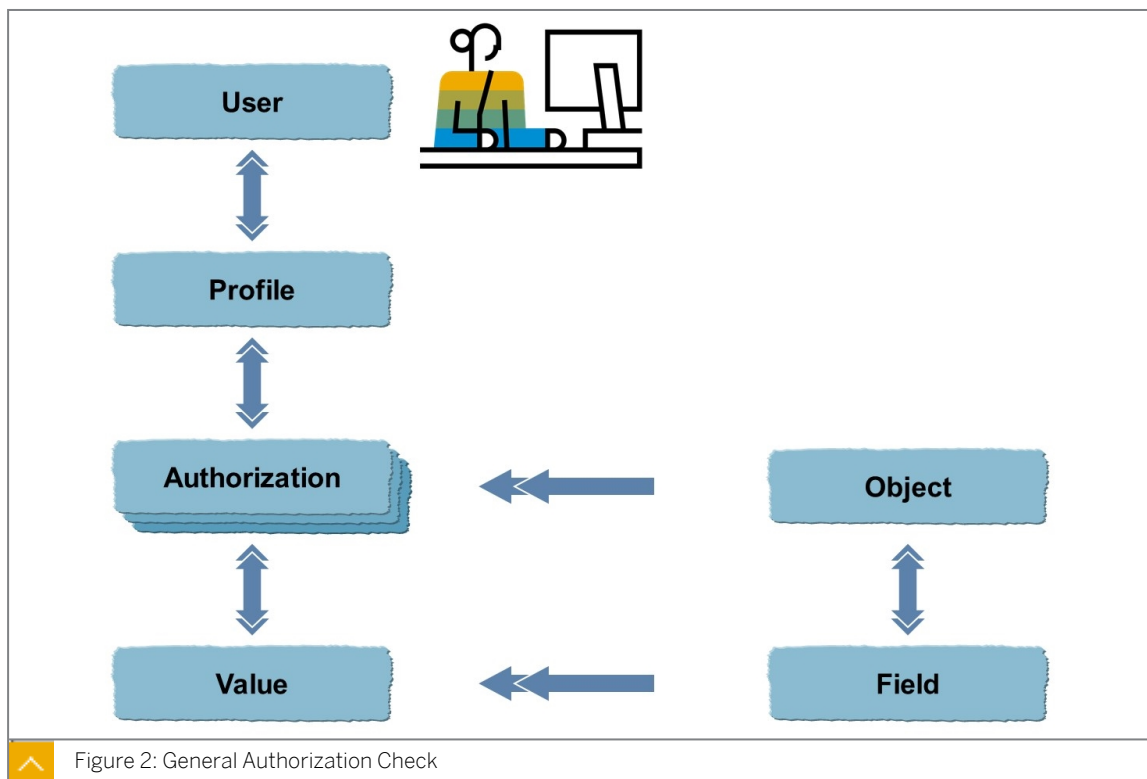 User
Profile
Authorization
Object
Value
Field
Figure 2: General Authorization Check